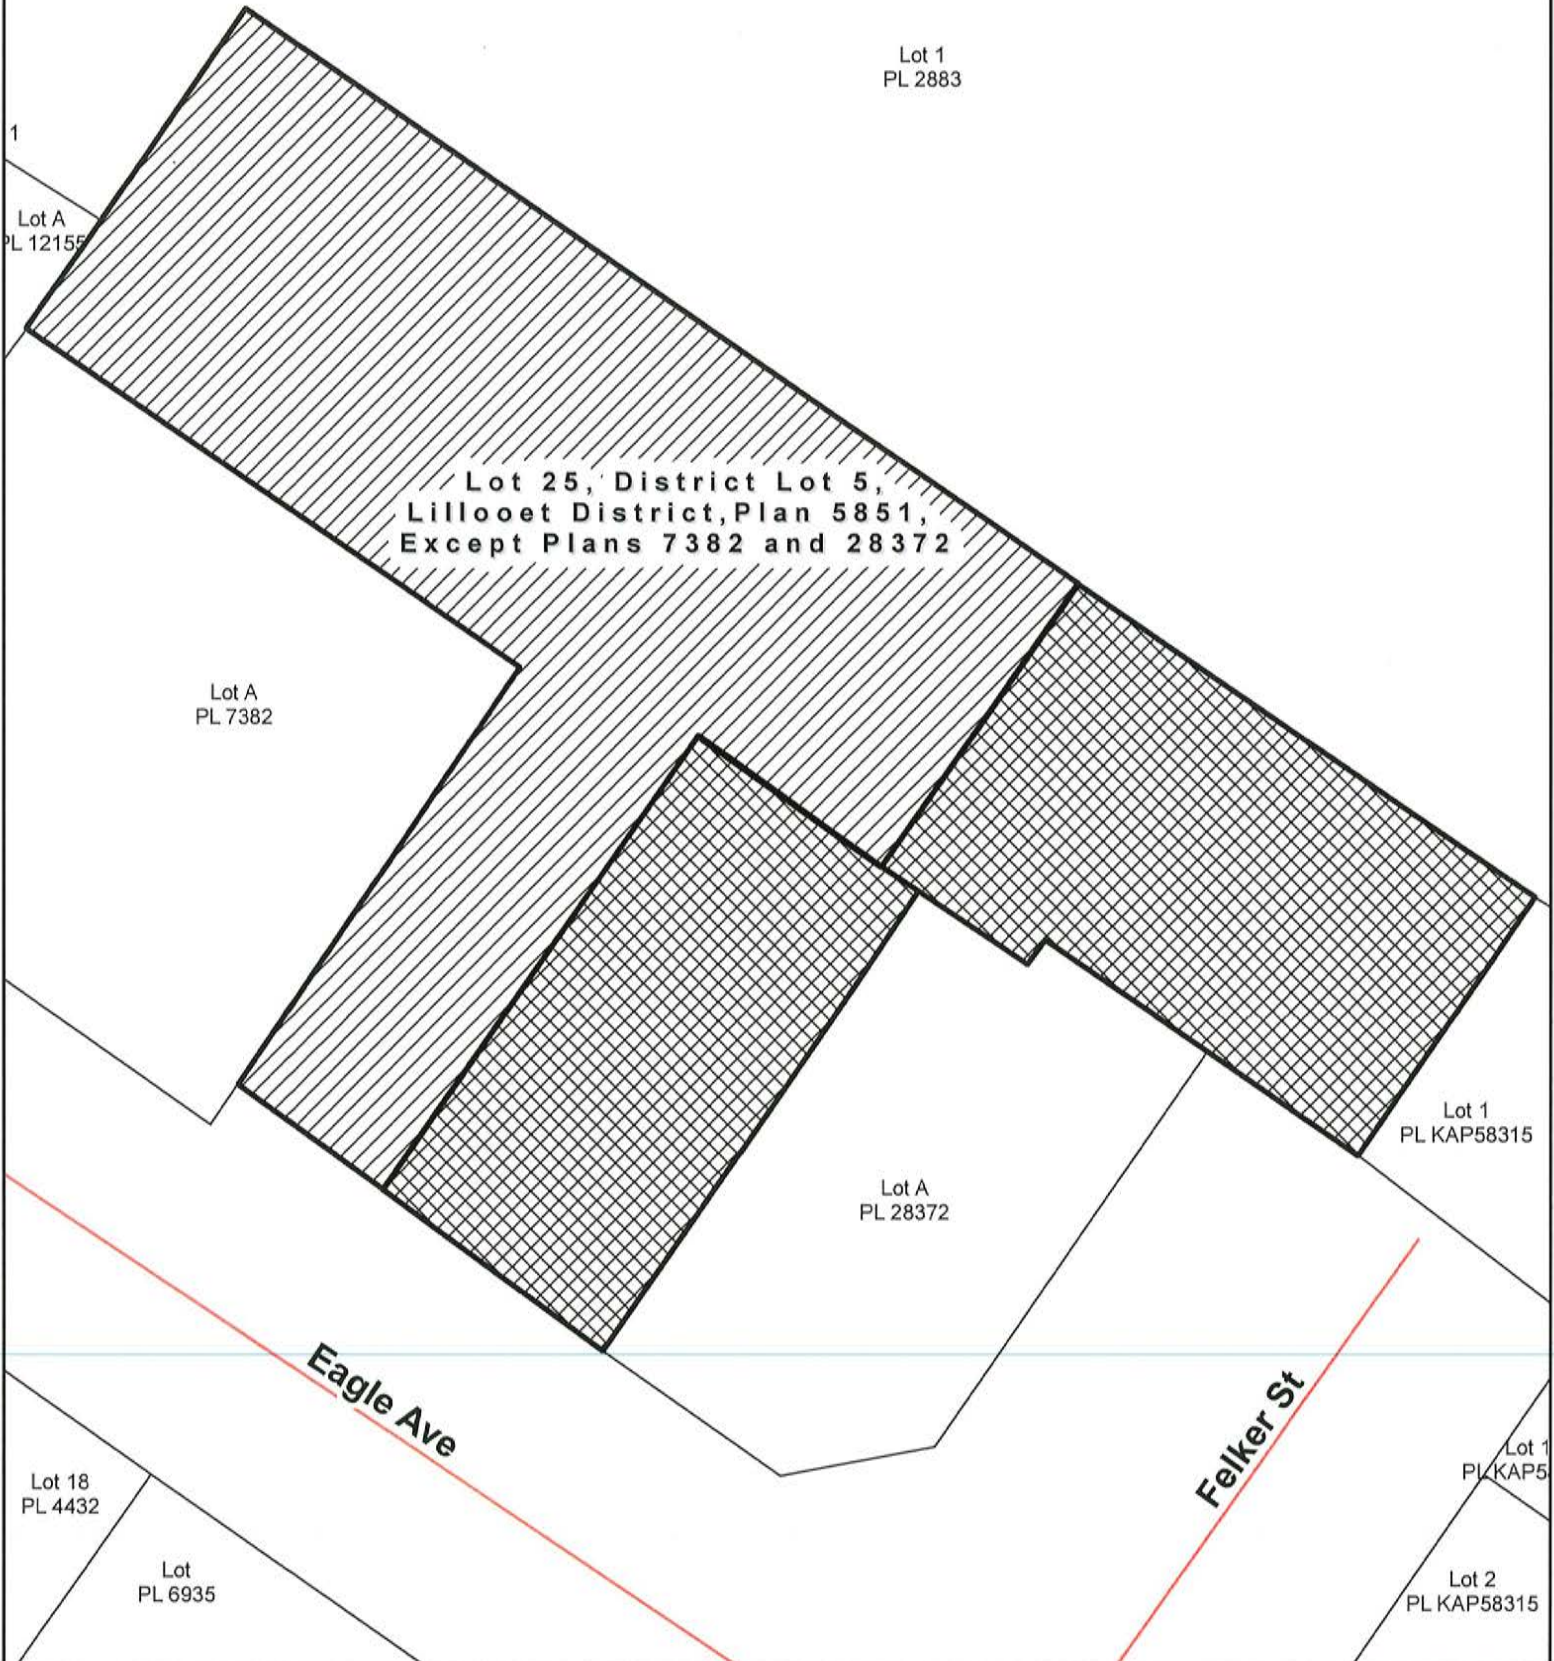 Lot 1
PL 2883
1
Lot A
PL 12155
Lot 25, District Lot 5,
Lillooet District, Plan 5851,
Except Plans 7382 and 28372
Lot A
PL 7382
Lot 1
PL KAP58315
Lot A
PL 28372
Eagle Ave
Felker St
Lot 1
PL KAP5
Lot 18
PL 4432
Lot
PL 6935
Lot 2
PL KAP58315